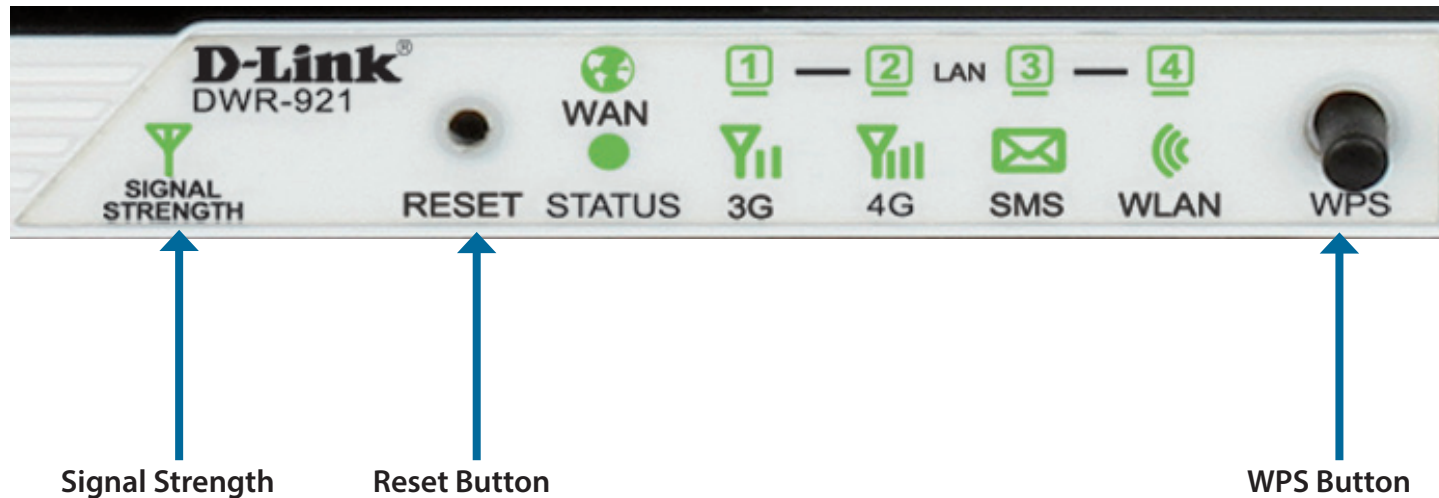 D-Link®
DWR-921
SIGNAL
STRENGTH
RESET
WAN
STATUS
1 — 2 LAN 3 — 4
3G
4G
SMS
WLAN
WPS
Signal Strength
Reset Button
WPS Button